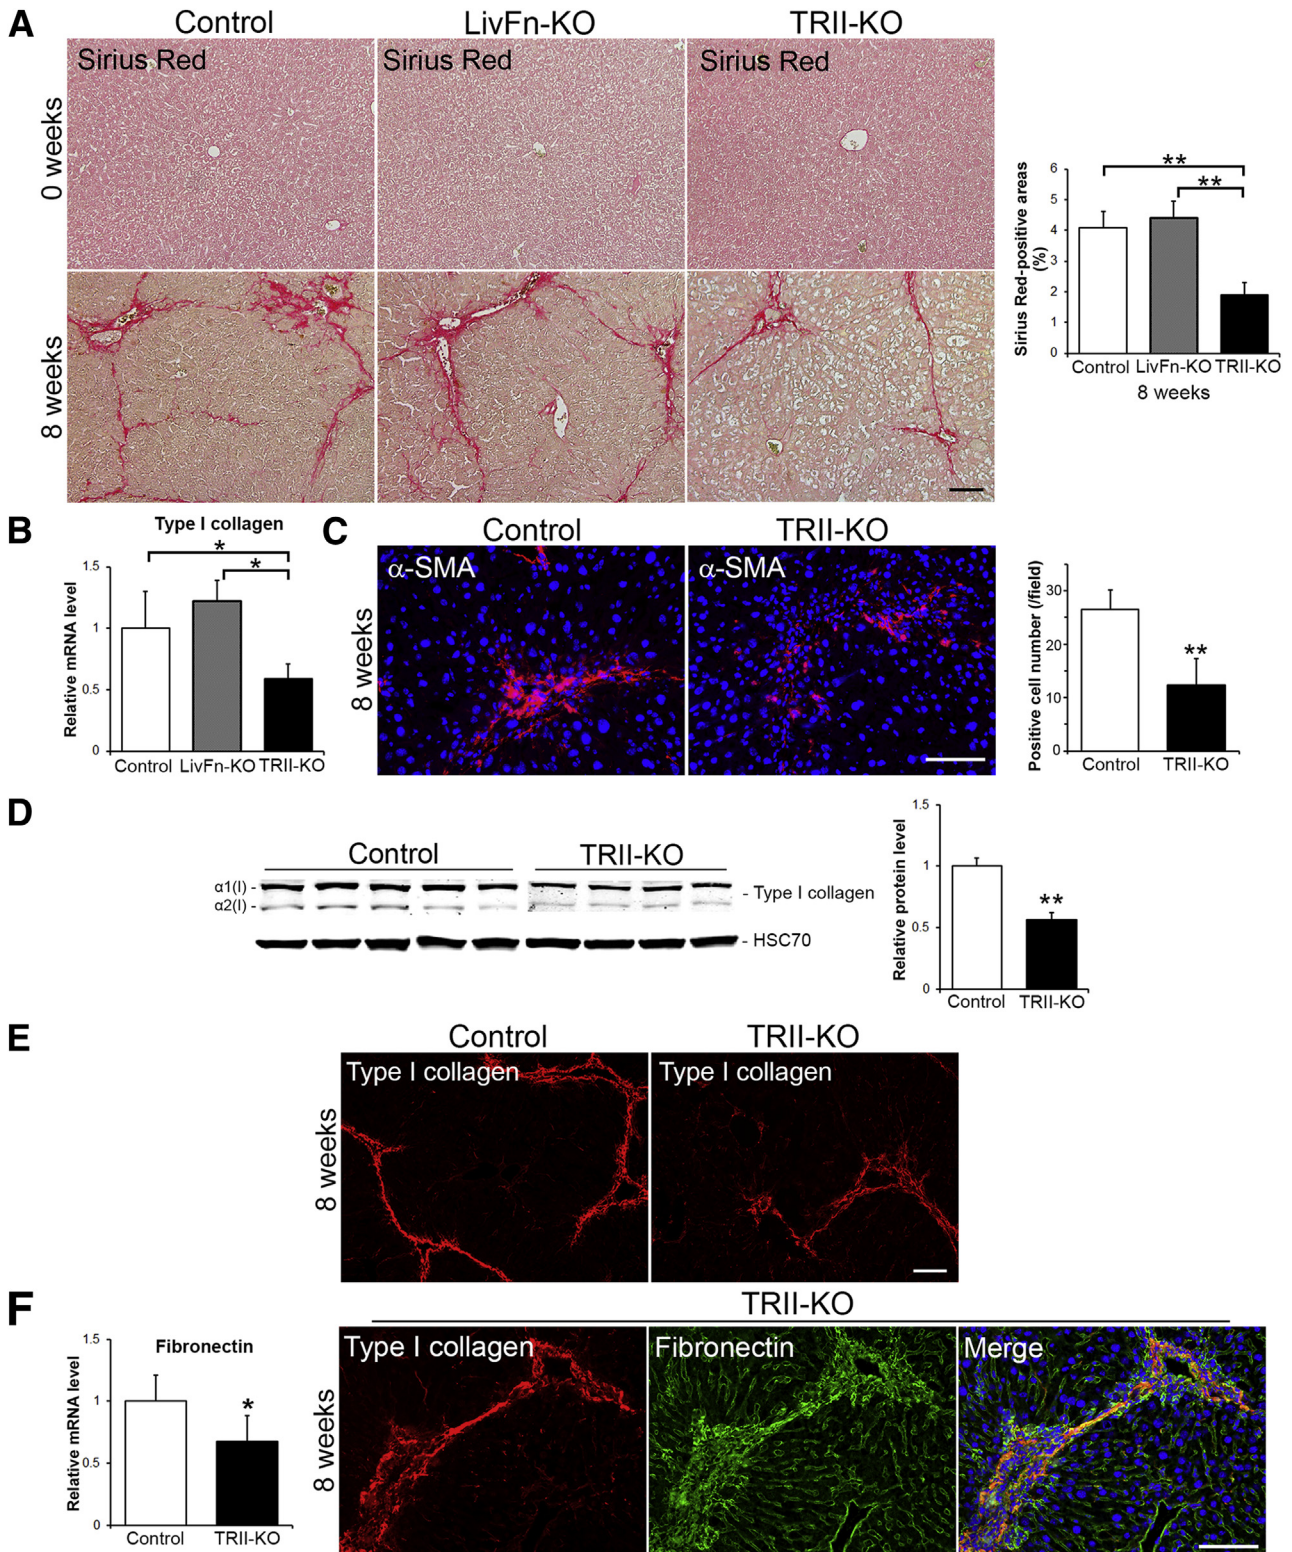 A
Control
LivFn-KO
TRII-KO
0 weeks
Sirius Red
Sirius Red
Sirius Red
8 weeks
Sirius Red-positive areas
(%)
6
5
4
3
2
1
0
**
**
Control LivFn-KO TRII-KO
8 weeks
B
Type I collagen
Relative mRNA level
1.5
1
0.5
0
*
*
Control LivFn-KO TRII-KO
C
Control
TRII-KO
8 weeks
α-SMA
α-SMA
Positive cell number (/field)
30
20
10
0
**
Control TRII-KO
D
Control
TRII-KO
α1(I) -
α2(I) -
- Type I collagen
- HSC70
Relative protein level
1.5
1
0.5
0
**
Control TRII-KO
E
Control
TRII-KO
8 weeks
Type I collagen
Type I collagen
F
Fibronectin
Relative mRNA level
1.5
1
0.5
0
*
Control TRII-KO
TRII-KO
8 weeks
Type I collagen
Fibronectin
Merge